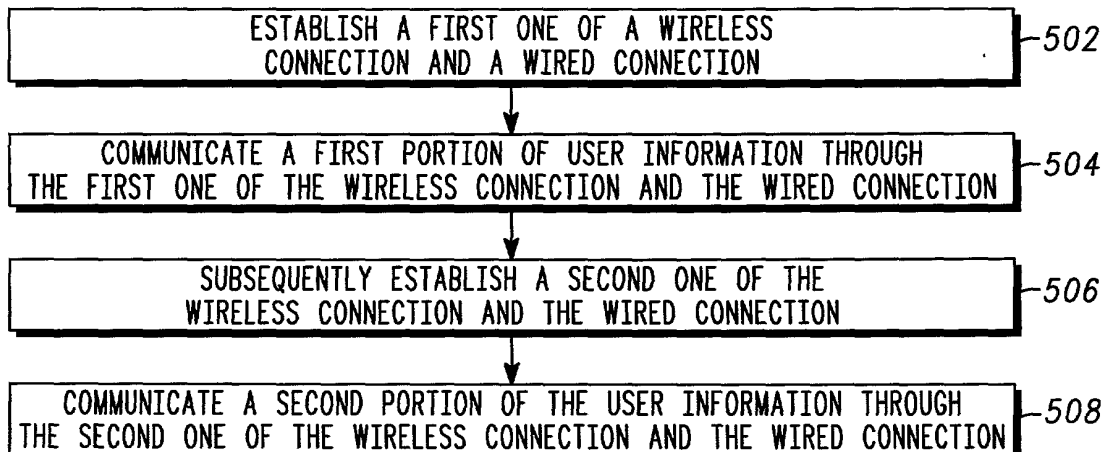 ESTABLISH A FIRST ONE OF A WIRELESS
CONNECTION AND A WIRED CONNECTION
502
COMMUNICATE A FIRST PORTION OF USER INFORMATION THROUGH
THE FIRST ONE OF THE WIRELESS CONNECTION AND THE WIRED CONNECTION
504
SUBSEQUENTLY ESTABLISH A SECOND ONE OF THE
WIRELESS CONNECTION AND THE WIRED CONNECTION
506
COMMUNICATE A SECOND PORTION OF THE USER INFORMATION THROUGH
THE SECOND ONE OF THE WIRELESS CONNECTION AND THE WIRED CONNECTION
508